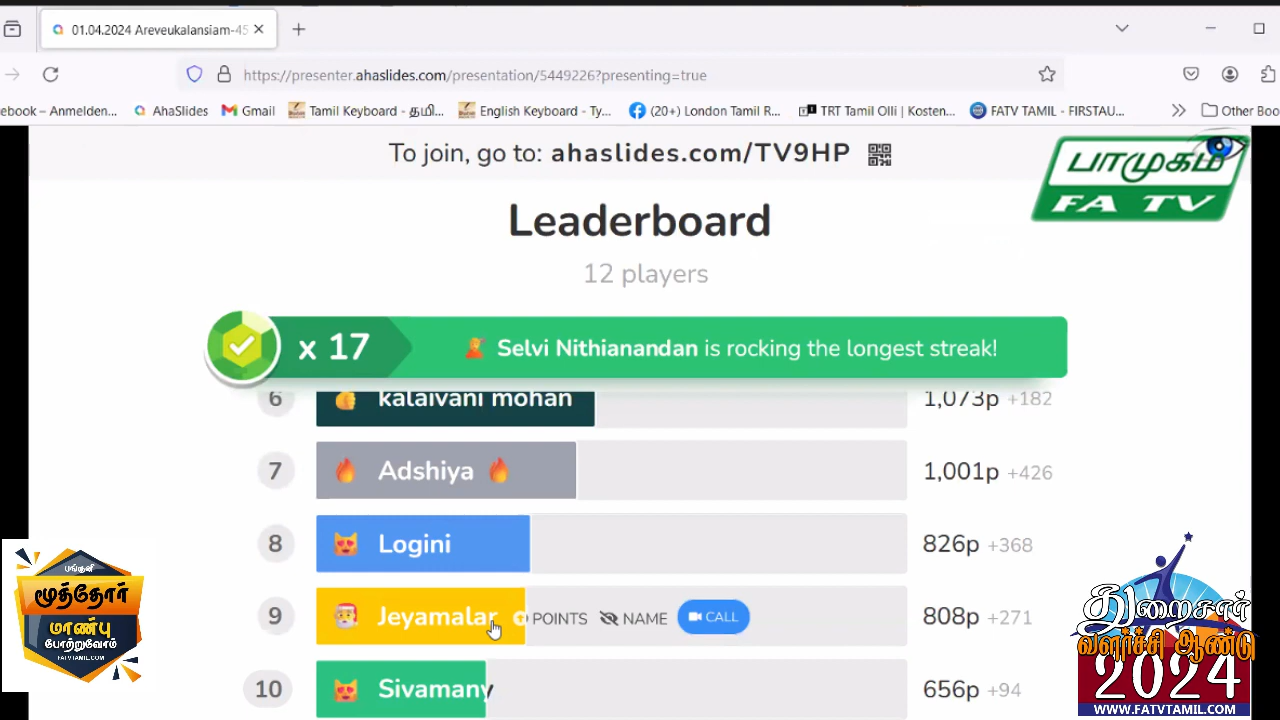 01.04.2024 Areveukalansiam-45
https://presenter.ahaslides.com/presentation/5449226?presenting=true
ebook – Anmelden... AhaSlides Gmail Tamil Keyboard - தமி... English Keyboard - Ty... (20+) London Tamil R... TRT Tamil Olli | Kosten... FATV TAMIL - FIRSTAU... Other Boo
To join, go to: ahaslides.com/TV9HP
பாமுகம்
FA TV
Leaderboard
12 players
x 17 Selvi Nithianandan is rocking the longest streak!
6 kalaivani mohan 1,073p +182
7 Adshiya 1,001p +426
8 Logini 826p +368
9 Jeyamalar POINTS NAME CALL 808p +271
10 Sivamany 656p +94
பங்குனி
மூத்தோர்
மாண்பு
போற்றுவோம்
FATVTAMIL.COM
துறைசார்
வளர்ச்சி ஆண்டு
2024
WWW.FATVTAMIL.COM